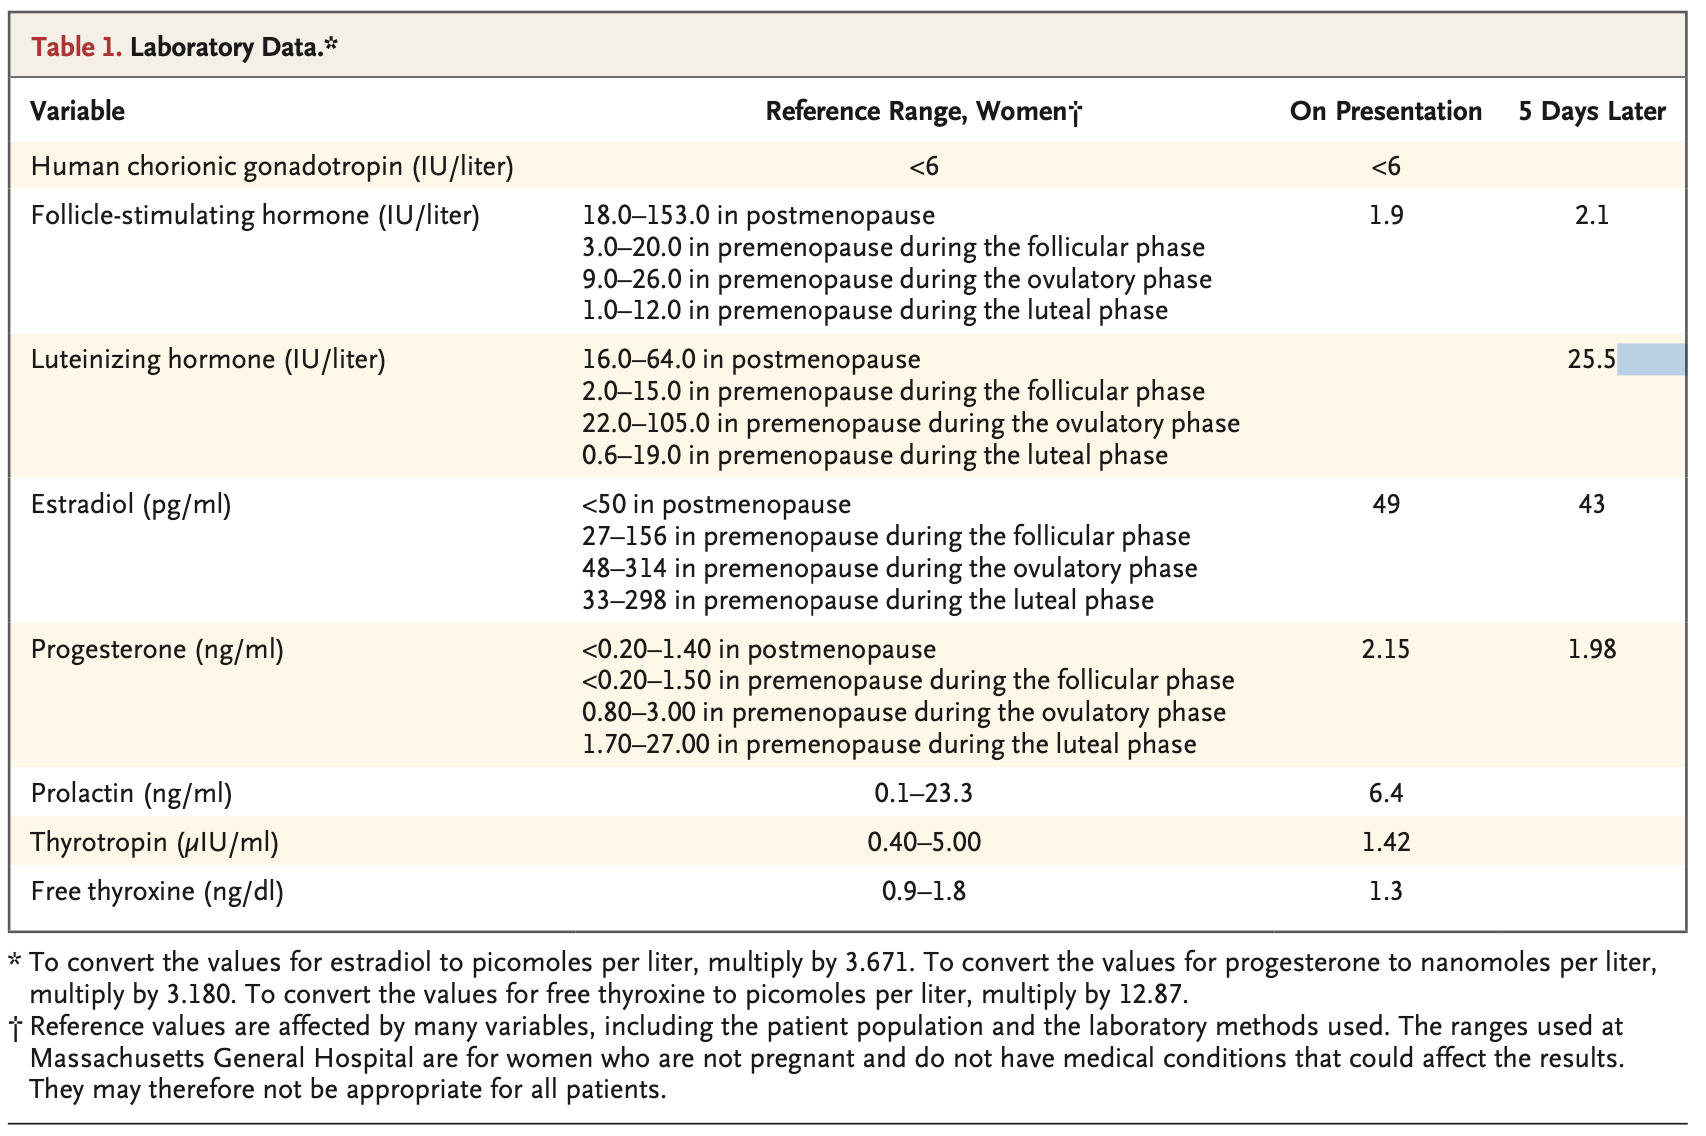 Table 1. Laboratory Data.*
Variable Reference Range, Women† On Presentation 5 Days Later
Human chorionic gonadotropin (IU/liter) <6 <6
Follicle-stimulating hormone (IU/liter) 18.0–153.0 in postmenopause 1.9 2.1
3.0–20.0 in premenopause during the follicular phase
9.0–26.0 in premenopause during the ovulatory phase
1.0–12.0 in premenopause during the luteal phase
Luteinizing hormone (IU/liter) 16.0–64.0 in postmenopause 25.5
2.0–15.0 in premenopause during the follicular phase
22.0–105.0 in premenopause during the ovulatory phase
0.6–19.0 in premenopause during the luteal phase
Estradiol (pg/ml) <50 in postmenopause 49 43
27–156 in premenopause during the follicular phase
48–314 in premenopause during the ovulatory phase
33–298 in premenopause during the luteal phase
Progesterone (ng/ml) <0.20–1.40 in postmenopause 2.15 1.98
<0.20–1.50 in premenopause during the follicular phase
0.80–3.00 in premenopause during the ovulatory phase
1.70–27.00 in premenopause during the luteal phase
Prolactin (ng/ml) 0.1–23.3 6.4
Thyrotropin (µIU/ml) 0.40–5.00 1.42
Free thyroxine (ng/dl) 0.9–1.8 1.3
* To convert the values for estradiol to picomoles per liter, multiply by 3.671. To convert the values for progesterone to nanomoles per liter,
multiply by 3.180. To convert the values for free thyroxine to picomoles per liter, multiply by 12.87.
† Reference values are affected by many variables, including the patient population and the laboratory methods used. The ranges used at
Massachusetts General Hospital are for women who are not pregnant and do not have medical conditions that could affect the results.
They may therefore not be appropriate for all patients.